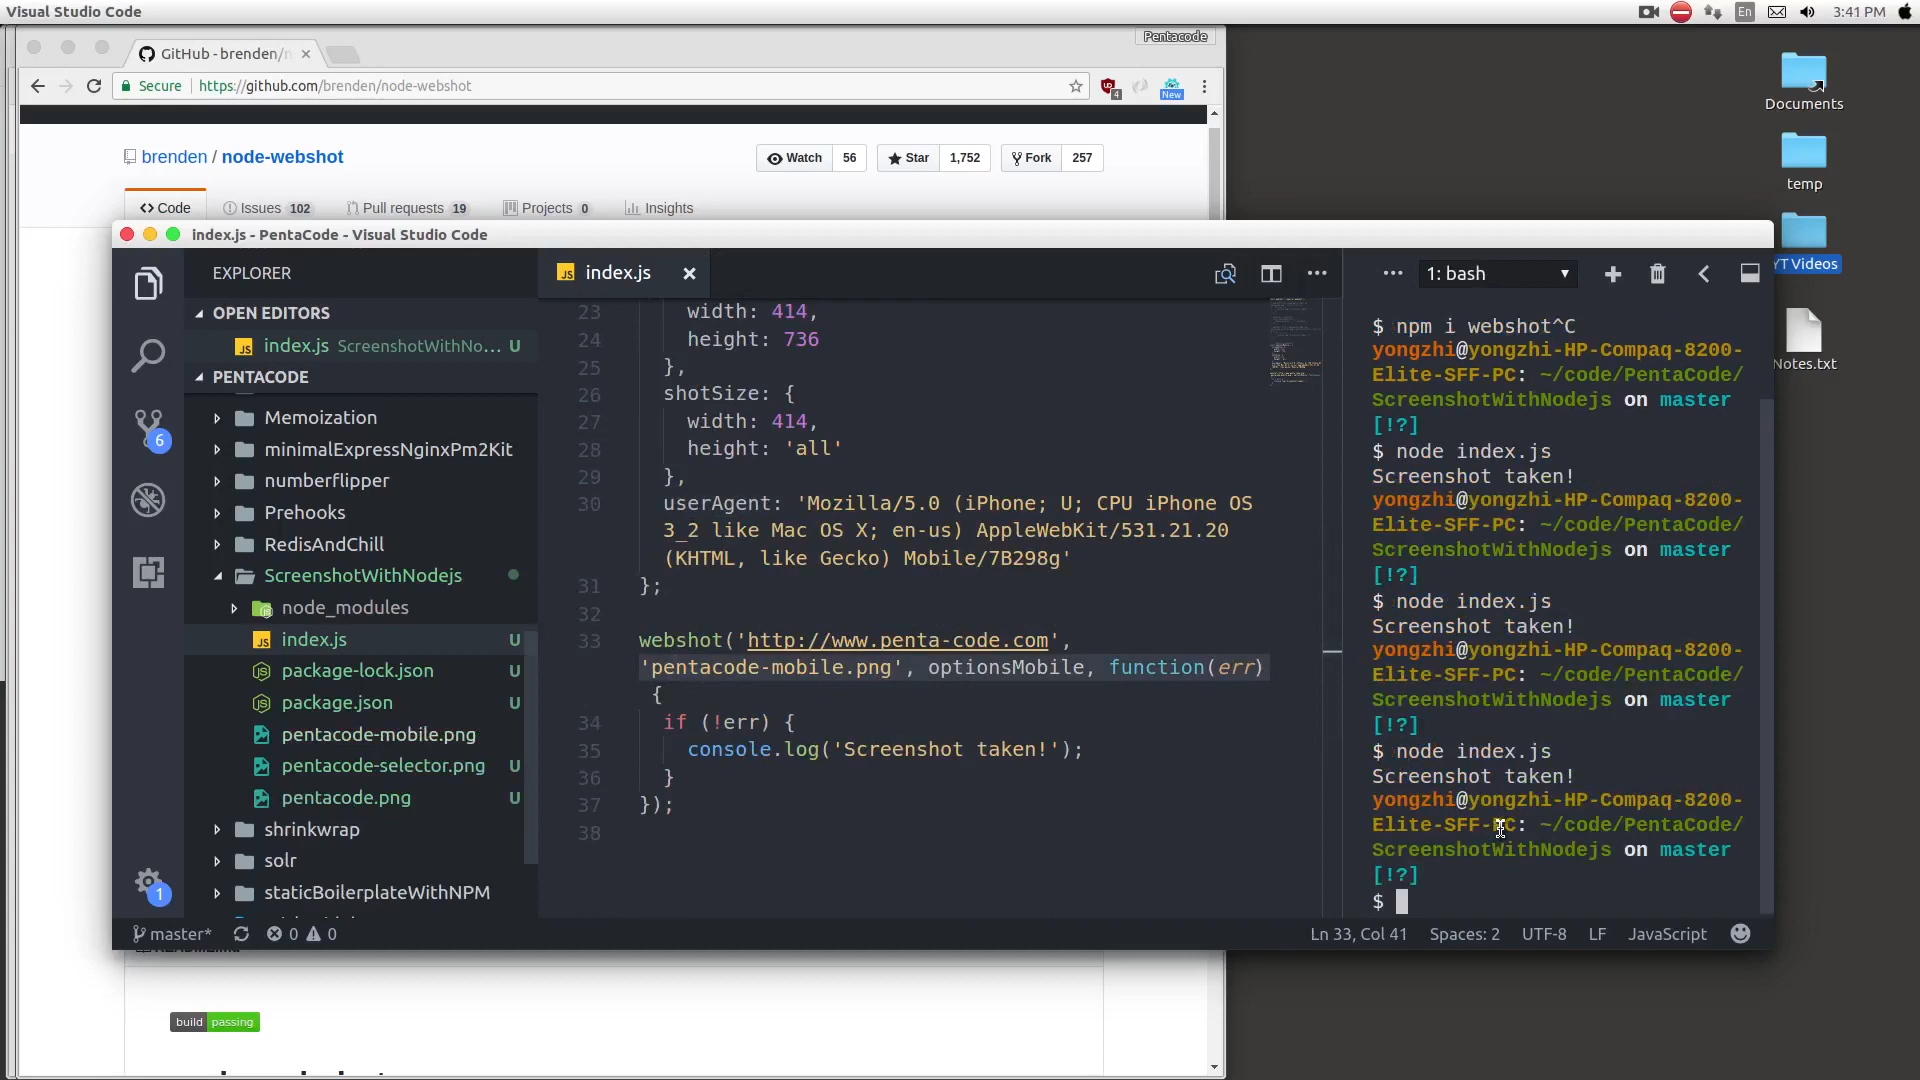 Visual Studio Code
En
3:41 PM
Pentacode
GitHub - brenden/n
Secure
https://github.com/brenden/node-webshot
4
New
brenden / node-webshot
Watch 56
Star 1,752
Fork 257
Code
Issues 102
Pull requests 19
Projects 0
Insights
Documents
temp
YT Videos
Notes.txt
index.js - PentaCode - Visual Studio Code
EXPLORER
OPEN EDITORS
index.js ScreenshotWithNo... U
PENTACODE
Memoization
minimalExpressNginxPm2Kit
numberflipper
Prehooks
RedisAndChill
ScreenshotWithNodejs
node_modules
index.js U
package-lock.json U
package.json U
pentacode-mobile.png
pentacode-selector.png U
pentacode.png U
shrinkwrap
solr
staticBoilerplateWithNPM
6
1
JS index.js
23 width: 414,
24 height: 736
25 },
26 shotSize: {
27 width: 414,
28 height: 'all'
29 },
30 userAgent: 'Mozilla/5.0 (iPhone; U; CPU iPhone OS
3_2 like Mac OS X; en-us) AppleWebKit/531.21.20
(KHTML, like Gecko) Mobile/7B298g'
31 };
32
33 webshot('http://www.penta-code.com',
'pentacode-mobile.png', optionsMobile, function(err)
{
34 if (!err) {
35 console.log('Screenshot taken!');
36 }
37 });
38
1: bash
$ npm i webshot^C
yongzhi@yongzhi-HP-Compaq-8200-
Elite-SFF-PC: ~/code/PentaCode/
ScreenshotWithNodejs on master
[!?]
$ node index.js
Screenshot taken!
yongzhi@yongzhi-HP-Compaq-8200-
Elite-SFF-PC: ~/code/PentaCode/
ScreenshotWithNodejs on master
[!?]
$ node index.js
Screenshot taken!
yongzhi@yongzhi-HP-Compaq-8200-
Elite-SFF-PC: ~/code/PentaCode/
ScreenshotWithNodejs on master
[!?]
$ node index.js
Screenshot taken!
yongzhi@yongzhi-HP-Compaq-8200-
Elite-SFF-PC: ~/code/PentaCode/
ScreenshotWithNodejs on master
[!?]
$
master* 0 0
Ln 33, Col 41 Spaces: 2 UTF-8 LF JavaScript
build passing